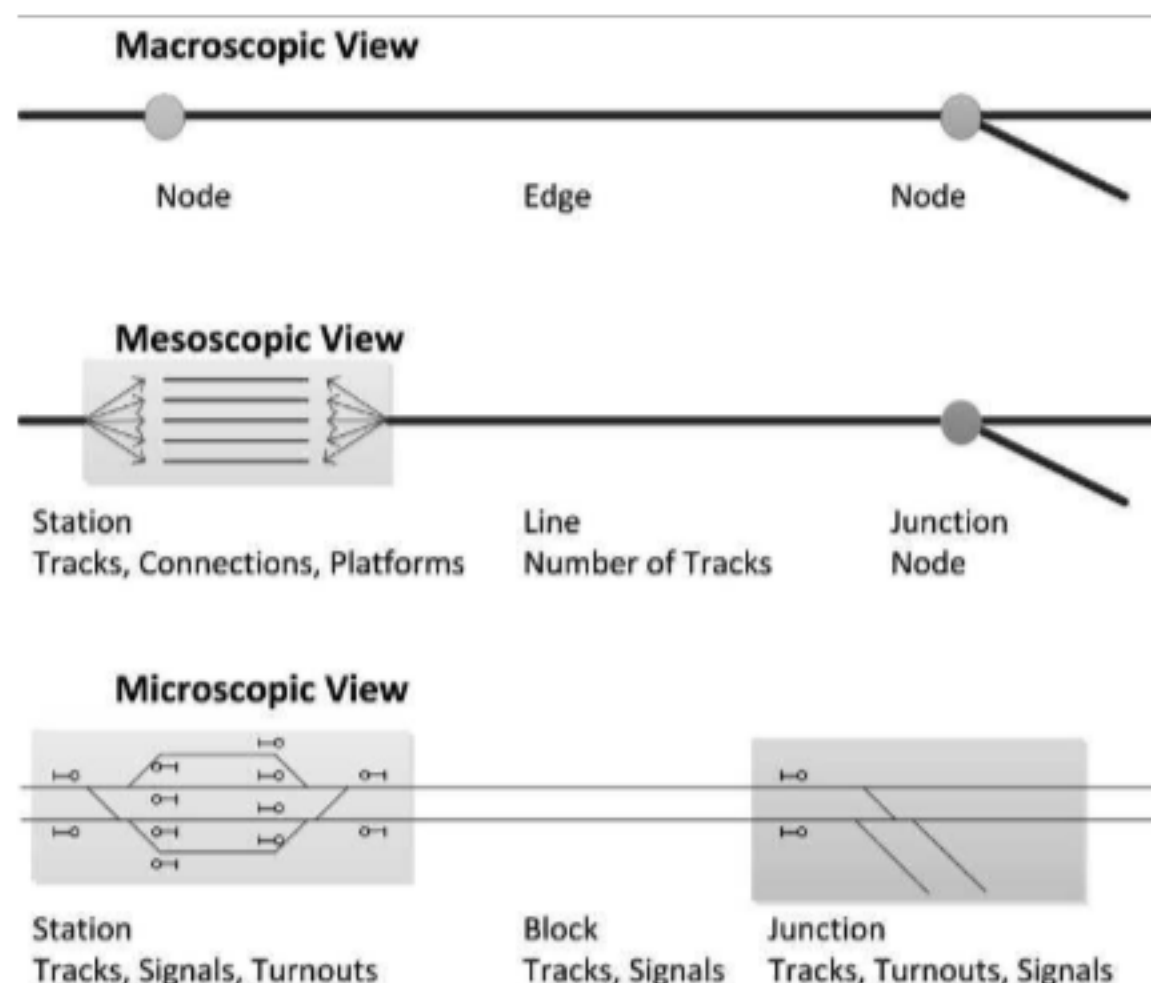 Macroscopic View
Node Edge Node
Mesoscopic View
Station Line Junction
Tracks, Connections, Platforms Number of Tracks Node
Microscopic View
Station Block Junction
Tracks, Signals, Turnouts Tracks, Signals Tracks, Turnouts, Signals